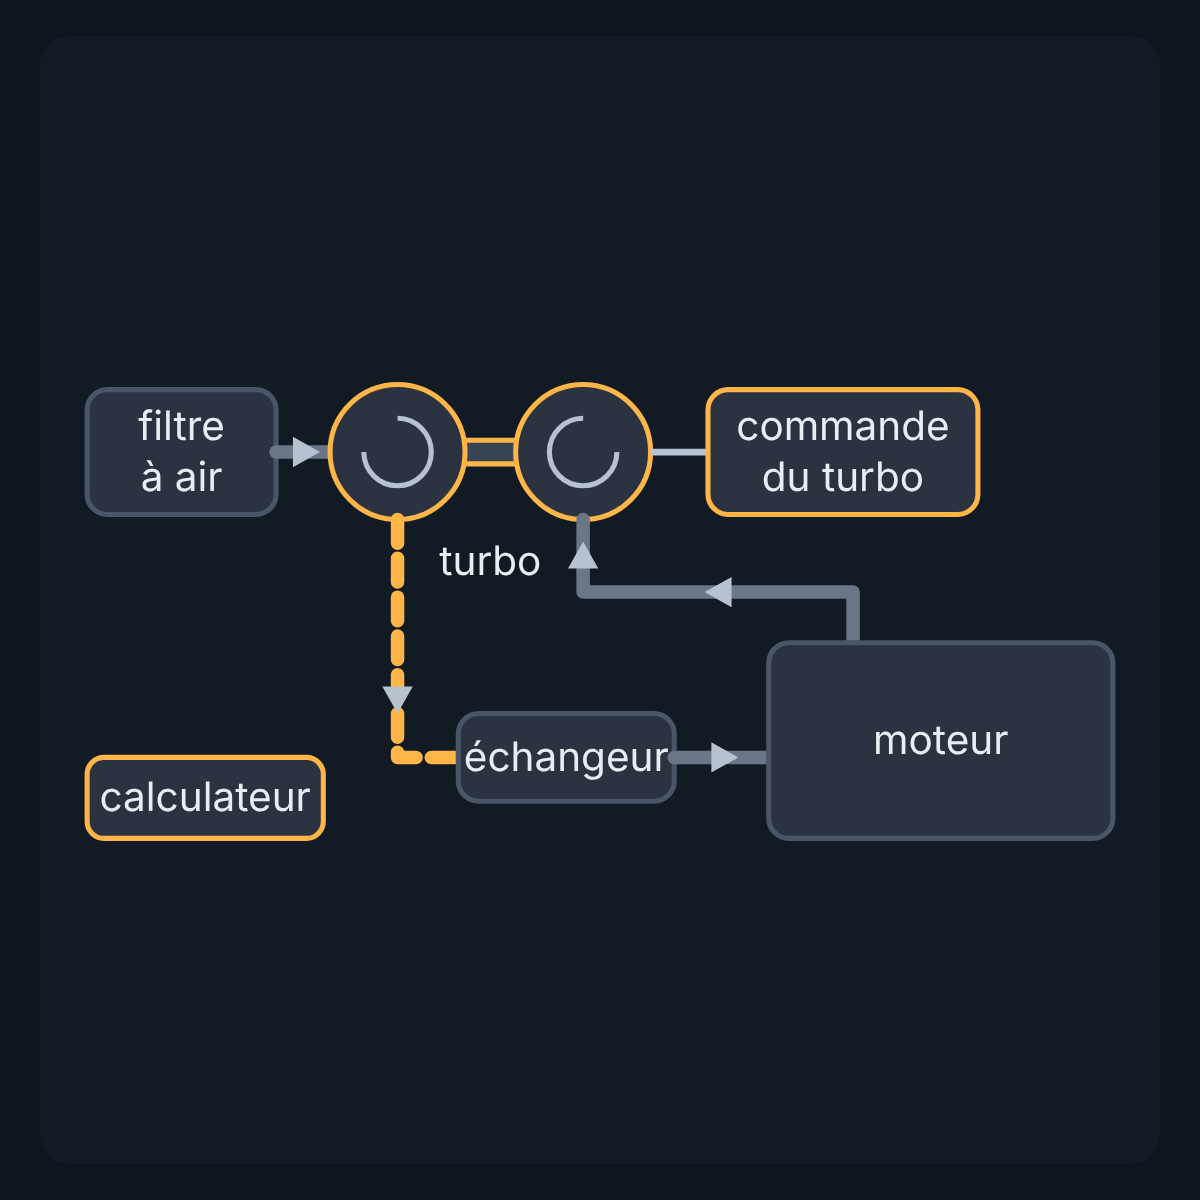 filtre
à air
commande
du turbo
turbo
moteur
échangeur
calculateur